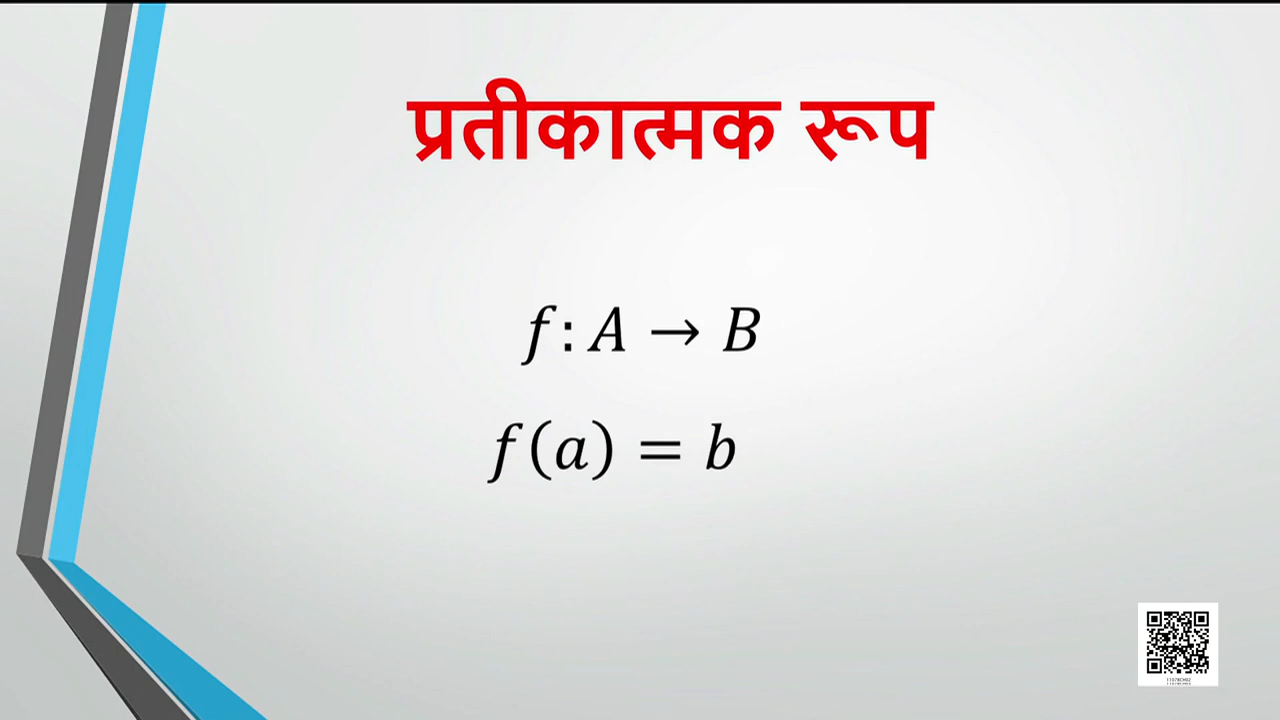 प्रतीकात्मक रूप
f: A → B
f(a) = b